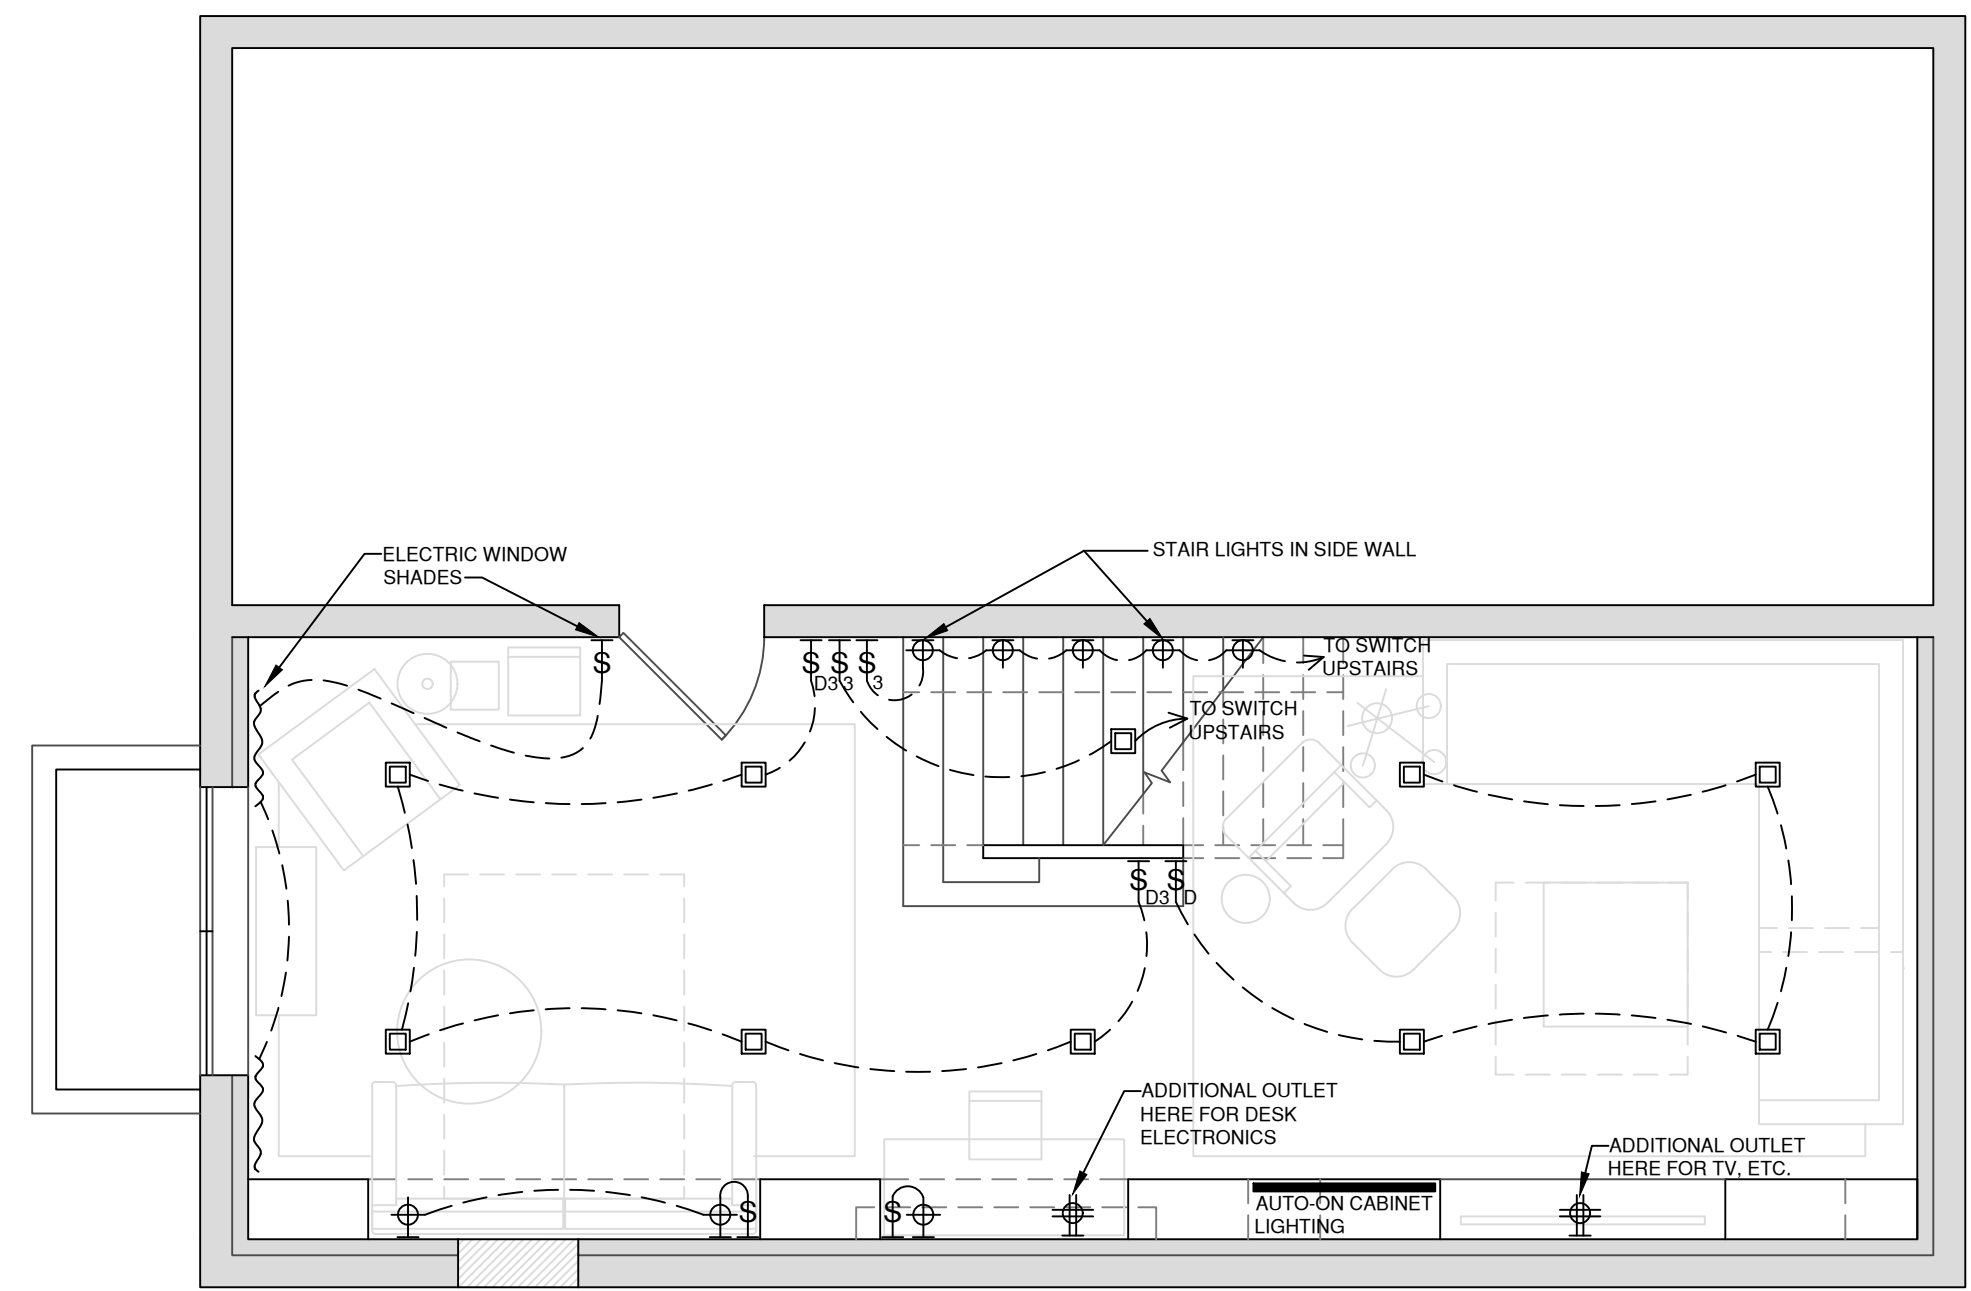 ELECTRIC WINDOW
SHADES
STAIR LIGHTS IN SIDE WALL
TO SWITCH
UPSTAIRS
S
S S S
D3 3 3
TO SWITCH
UPSTAIRS
S S
D3 D
ADDITIONAL OUTLET
HERE FOR DESK
ELECTRONICS
ADDITIONAL OUTLET
HERE FOR TV, ETC.
S S
AUTO-ON CABINET
LIGHTING